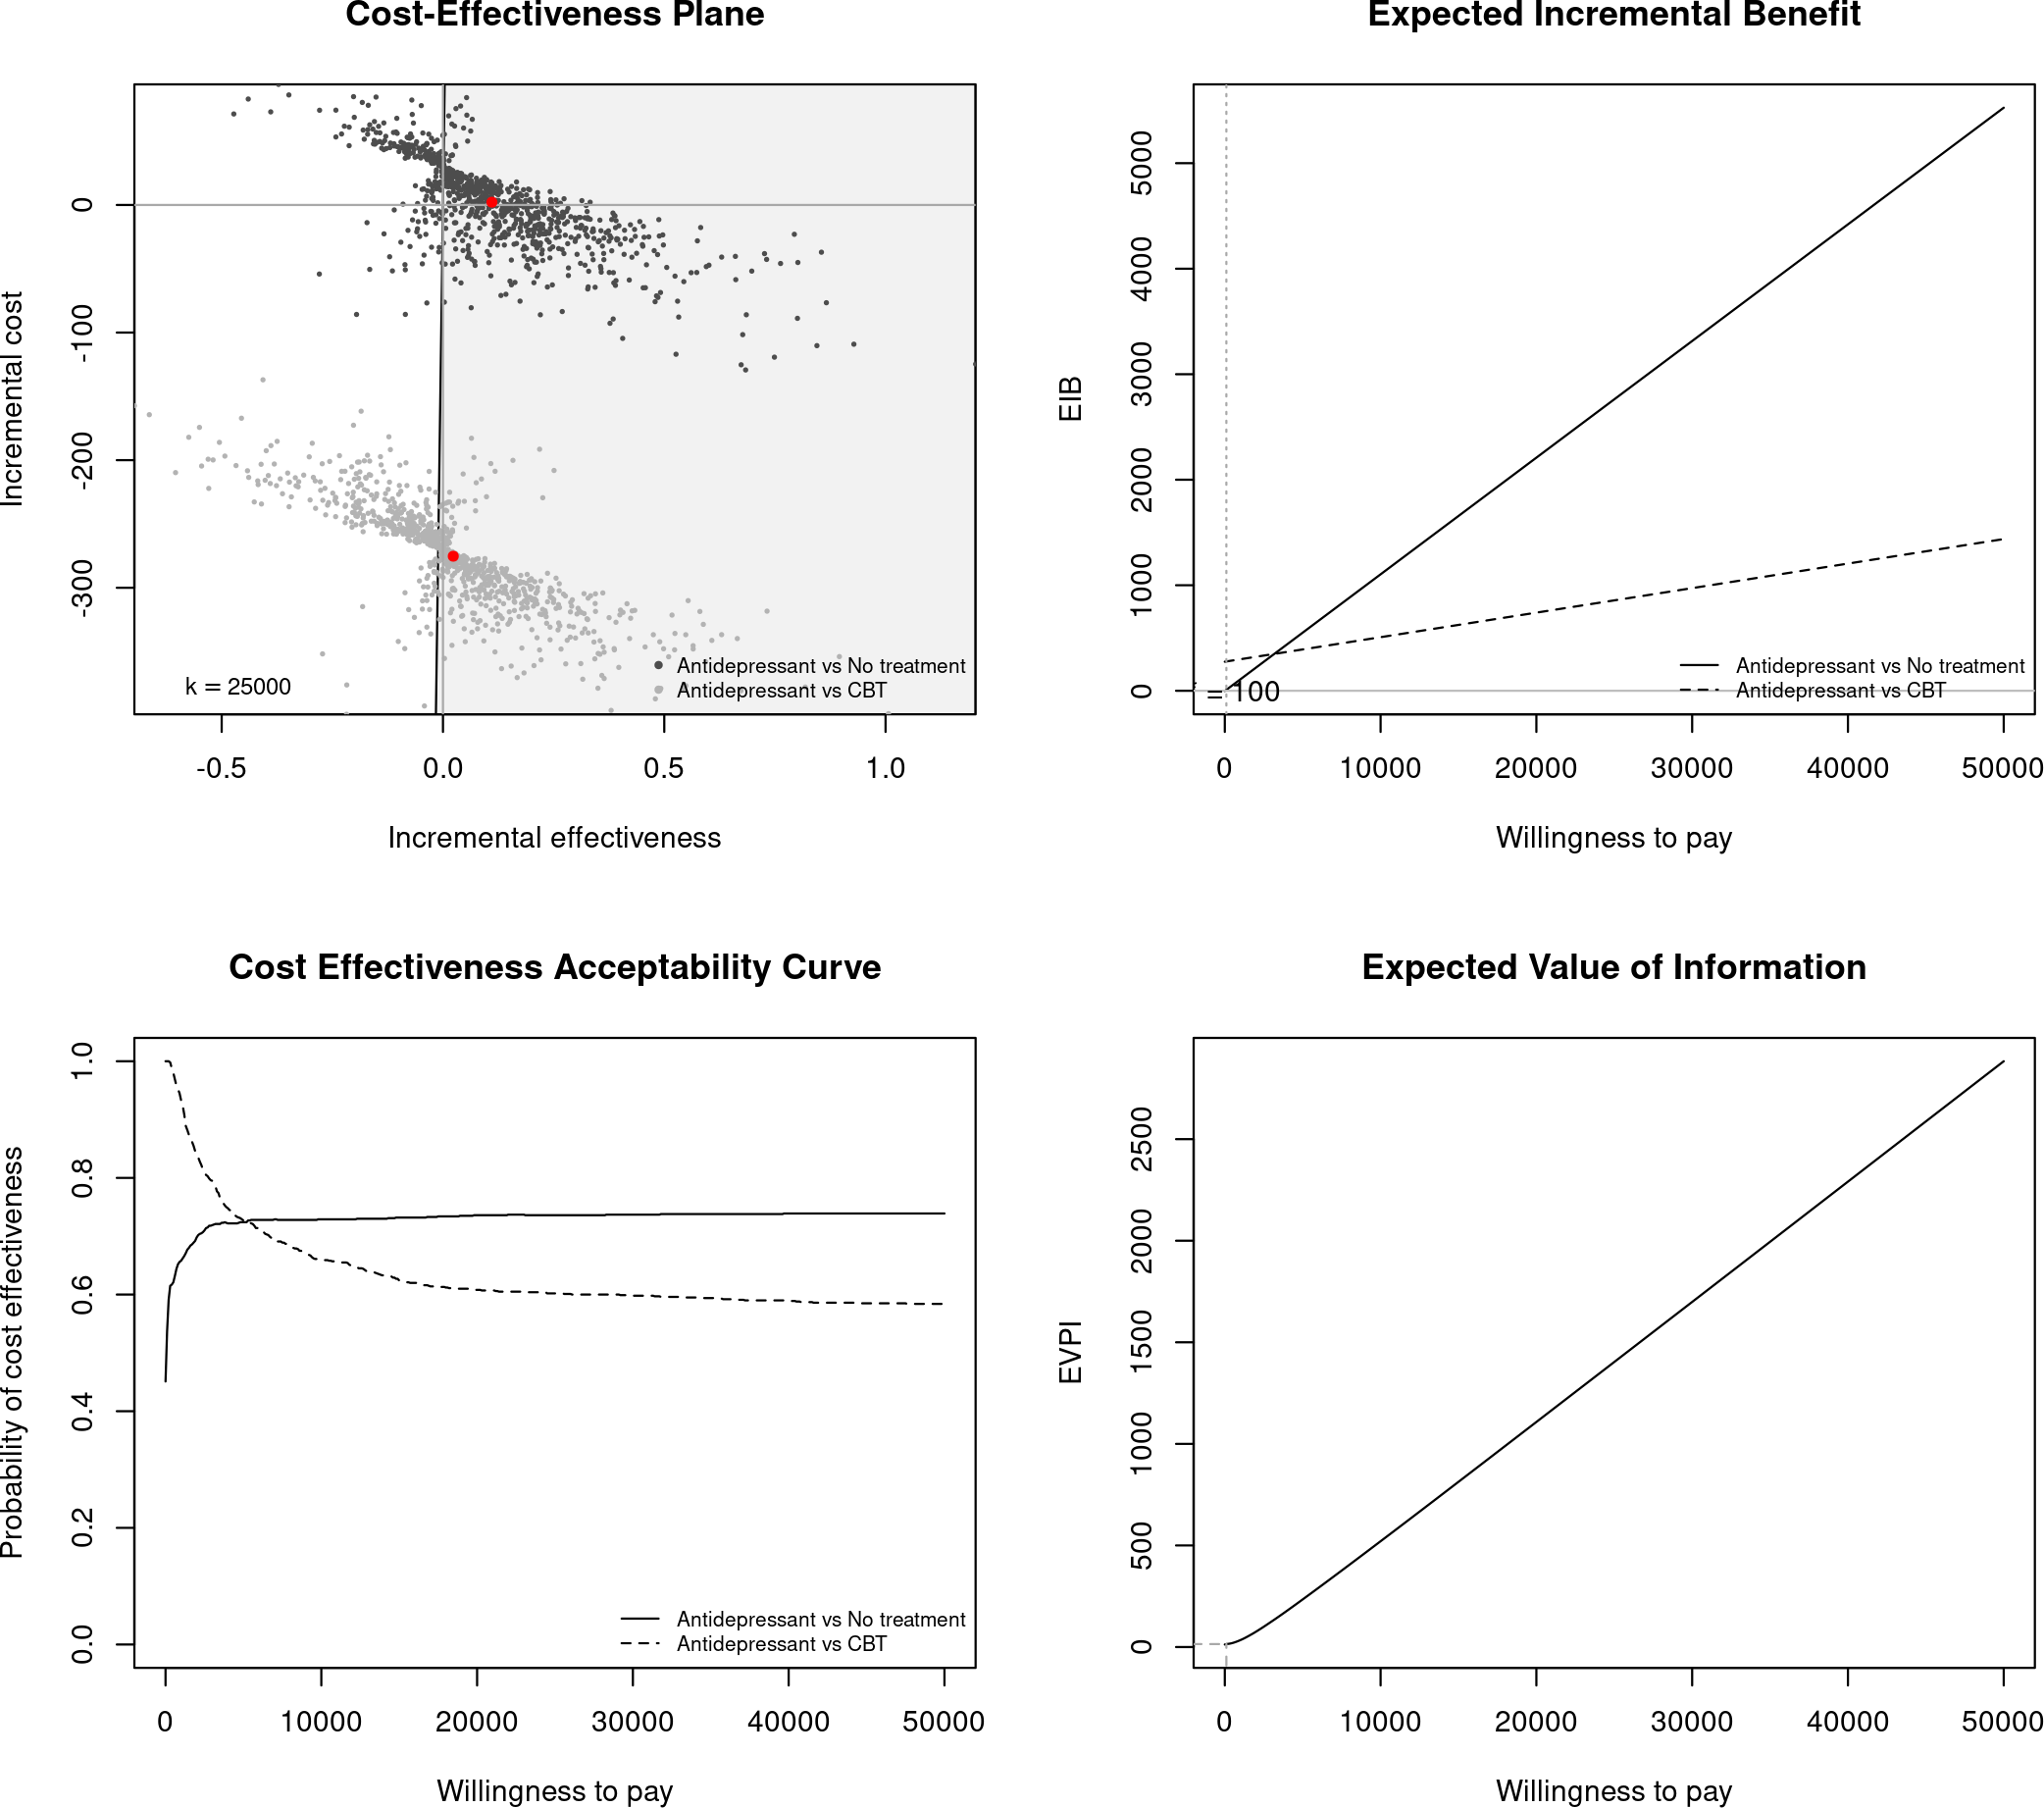 Cost-Effectiveness Plane
Incremental cost
0
-100
-200
-300
k = 25000
Antidepressant vs No treatment
Antidepressant vs CBT
-0.5 0.0 0.5 1.0
Incremental effectiveness
Expected Incremental Benefit
EIB
5000
4000
3000
2000
1000
0
= 100
Antidepressant vs No treatment
Antidepressant vs CBT
0 10000 20000 30000 40000 50000
Willingness to pay
Cost Effectiveness Acceptability Curve
Probability of cost effectiveness
1.0
0.8
0.6
0.4
0.2
0.0
Antidepressant vs No treatment
Antidepressant vs CBT
0 10000 20000 30000 40000 50000
Willingness to pay
Expected Value of Information
EVPI
2500
2000
1500
1000
500
0
0 10000 20000 30000 40000 50000
Willingness to pay